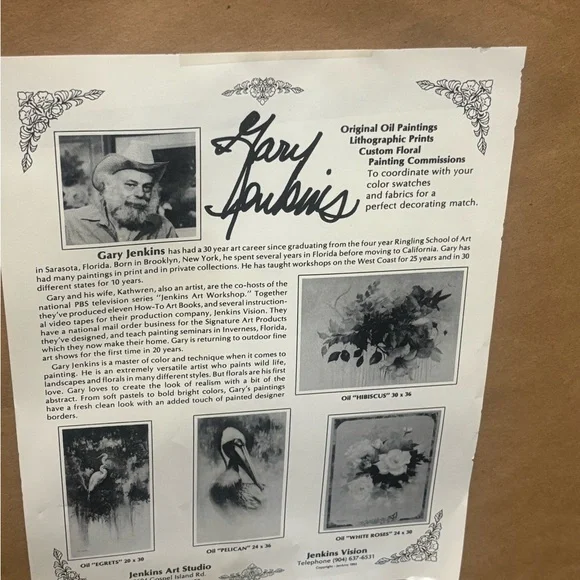 Gary
Jenkins
Original Oil Paintings
Lithographic Prints
Custom Floral
Painting Commissions
To coordinate with your
color swatches
and fabrics for a
perfect decorating match.
Gary Jenkins has had a 30 year art career since graduating from the four year Ringling School of Art
in Sarasota, Florida. Born in Brooklyn, New York, he spent several years in Florida before moving to California. Gary has
had many paintings in print and in private collections. He has taught workshops on the West Coast for 25 years and in 30
different states for 10 years.
Gary and his wife, Kathwren, also an artist, are the co-hosts of the
national PBS television series "Jenkins Art Workshop." Together
they've produced eleven How-To Art Books, and several instruction-
al video tapes for their production company, Jenkins Vision. They
have a national mail order business for the Signature Art Products
they've designed, and teach painting seminars in Inverness, Florida,
which they now make their home. Gary is returning to outdoor fine
art shows for the first time in 20 years.
Gary Jenkins is a master of color and technique when it comes to
painting. He is an extremely versatile artist who paints wild life,
landscapes and florals in many different styles. But florals are his first
love. Gary loves to create the look of realism with a bit of the
abstract. From soft pastels to bold bright colors, Gary's paintings
have a fresh clean look with an added touch of painted designer
borders.
Oil "HIBISCUS" 30 x 36
Oil "EGRETS" 20 x 30
Oil "PELICAN" 24 x 36
Oil "WHITE ROSES" 24 x 30
Jenkins Art Studio
Gospel Island Rd.
Jenkins Vision
Telephone (904) 637-6531
Copyright - Jenkins